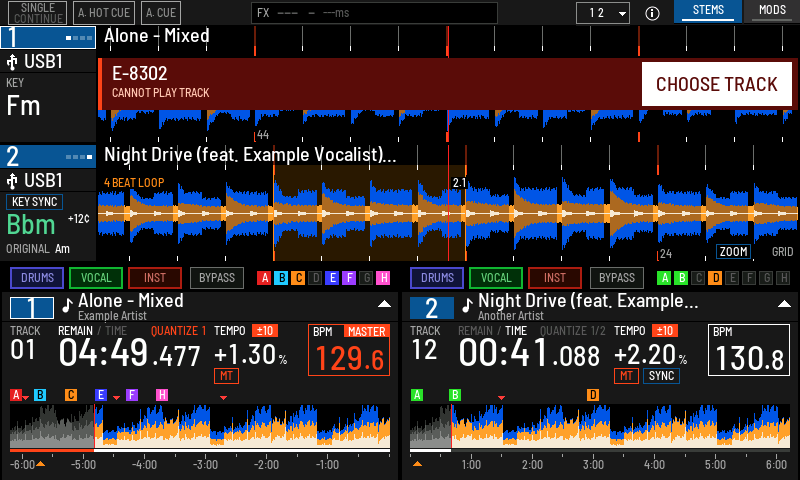 SINGLE
CONTINUE
A. HOT CUE
A. CUE
FX --- - --ms
1 2
STEMS
MODS
1
Alone - Mixed
USB1
KEY
Fm
E-8302
CANNOT PLAY TRACK
CHOOSE TRACK
44
2
Night Drive (feat. Example Vocalist)...
USB1
4 BEAT LOOP
2.1
KEY SYNC
Bbm
+12¢
ORIGINAL Am
24
ZOOM
GRID
DRUMS
VOCAL
INST
BYPASS
A B C D E F G H
DRUMS
VOCAL
INST
BYPASS
A B C D E F G H
1
Alone - Mixed
Example Artist
TRACK
01
REMAIN / TIME
QUANTIZE 1
04:49.477
TEMPO ±10
+1.30%
MT
BPM MASTER
129.6
A B C E F H
-6:00 -5:00 -4:00 -3:00 -2:00 -1:00
2
Night Drive (feat. Example...
Another Artist
TRACK
12
REMAIN / TIME
QUANTIZE 1/2
00:41.088
TEMPO ±10
+2.20%
MT SYNC
BPM
130.8
A B D
1:00 2:00 3:00 4:00 5:00 6:00